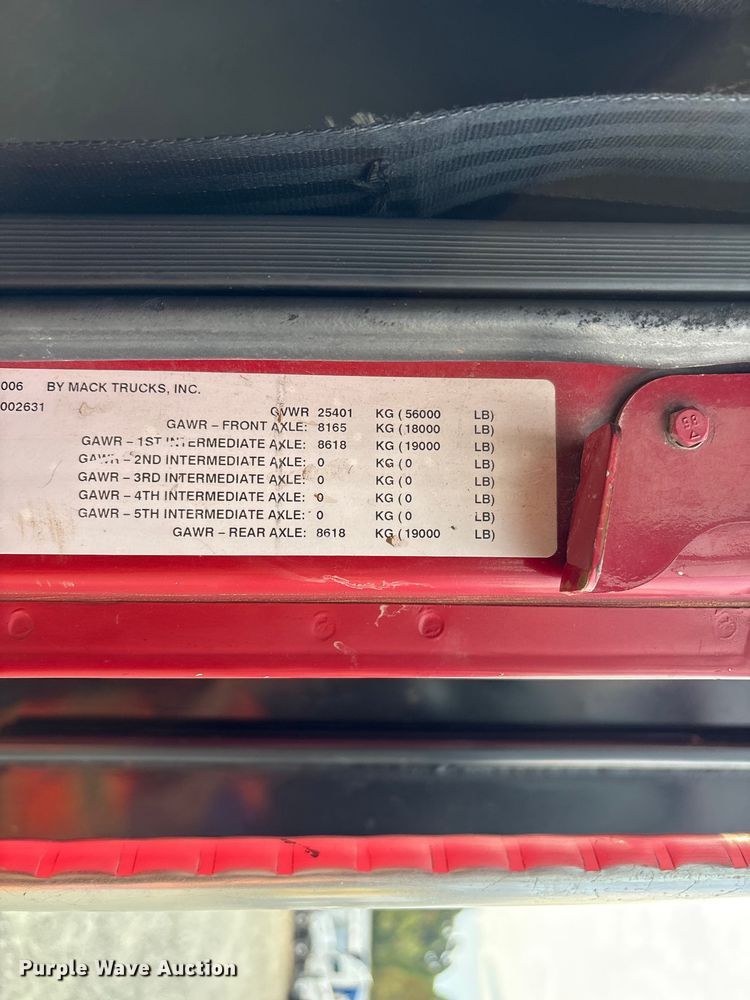 006 BY MACK TRUCKS, INC.
002631
GVWR 25401 KG ( 56000 LB)
GAWR – FRONT AXLE: 8165 KG ( 18000 LB)
GAWR – 1ST INTERMEDIATE AXLE: 8618 KG ( 19000 LB)
GAWR – 2ND INTERMEDIATE AXLE: 0 KG ( 0 LB)
GAWR – 3RD INTERMEDIATE AXLE: 0 KG ( 0 LB)
GAWR – 4TH INTERMEDIATE AXLE: 0 KG ( 0 LB)
GAWR – 5TH INTERMEDIATE AXLE: 0 KG ( 0 LB)
GAWR – REAR AXLE: 8618 KG ( 19000 LB)
Purple Wave Auction